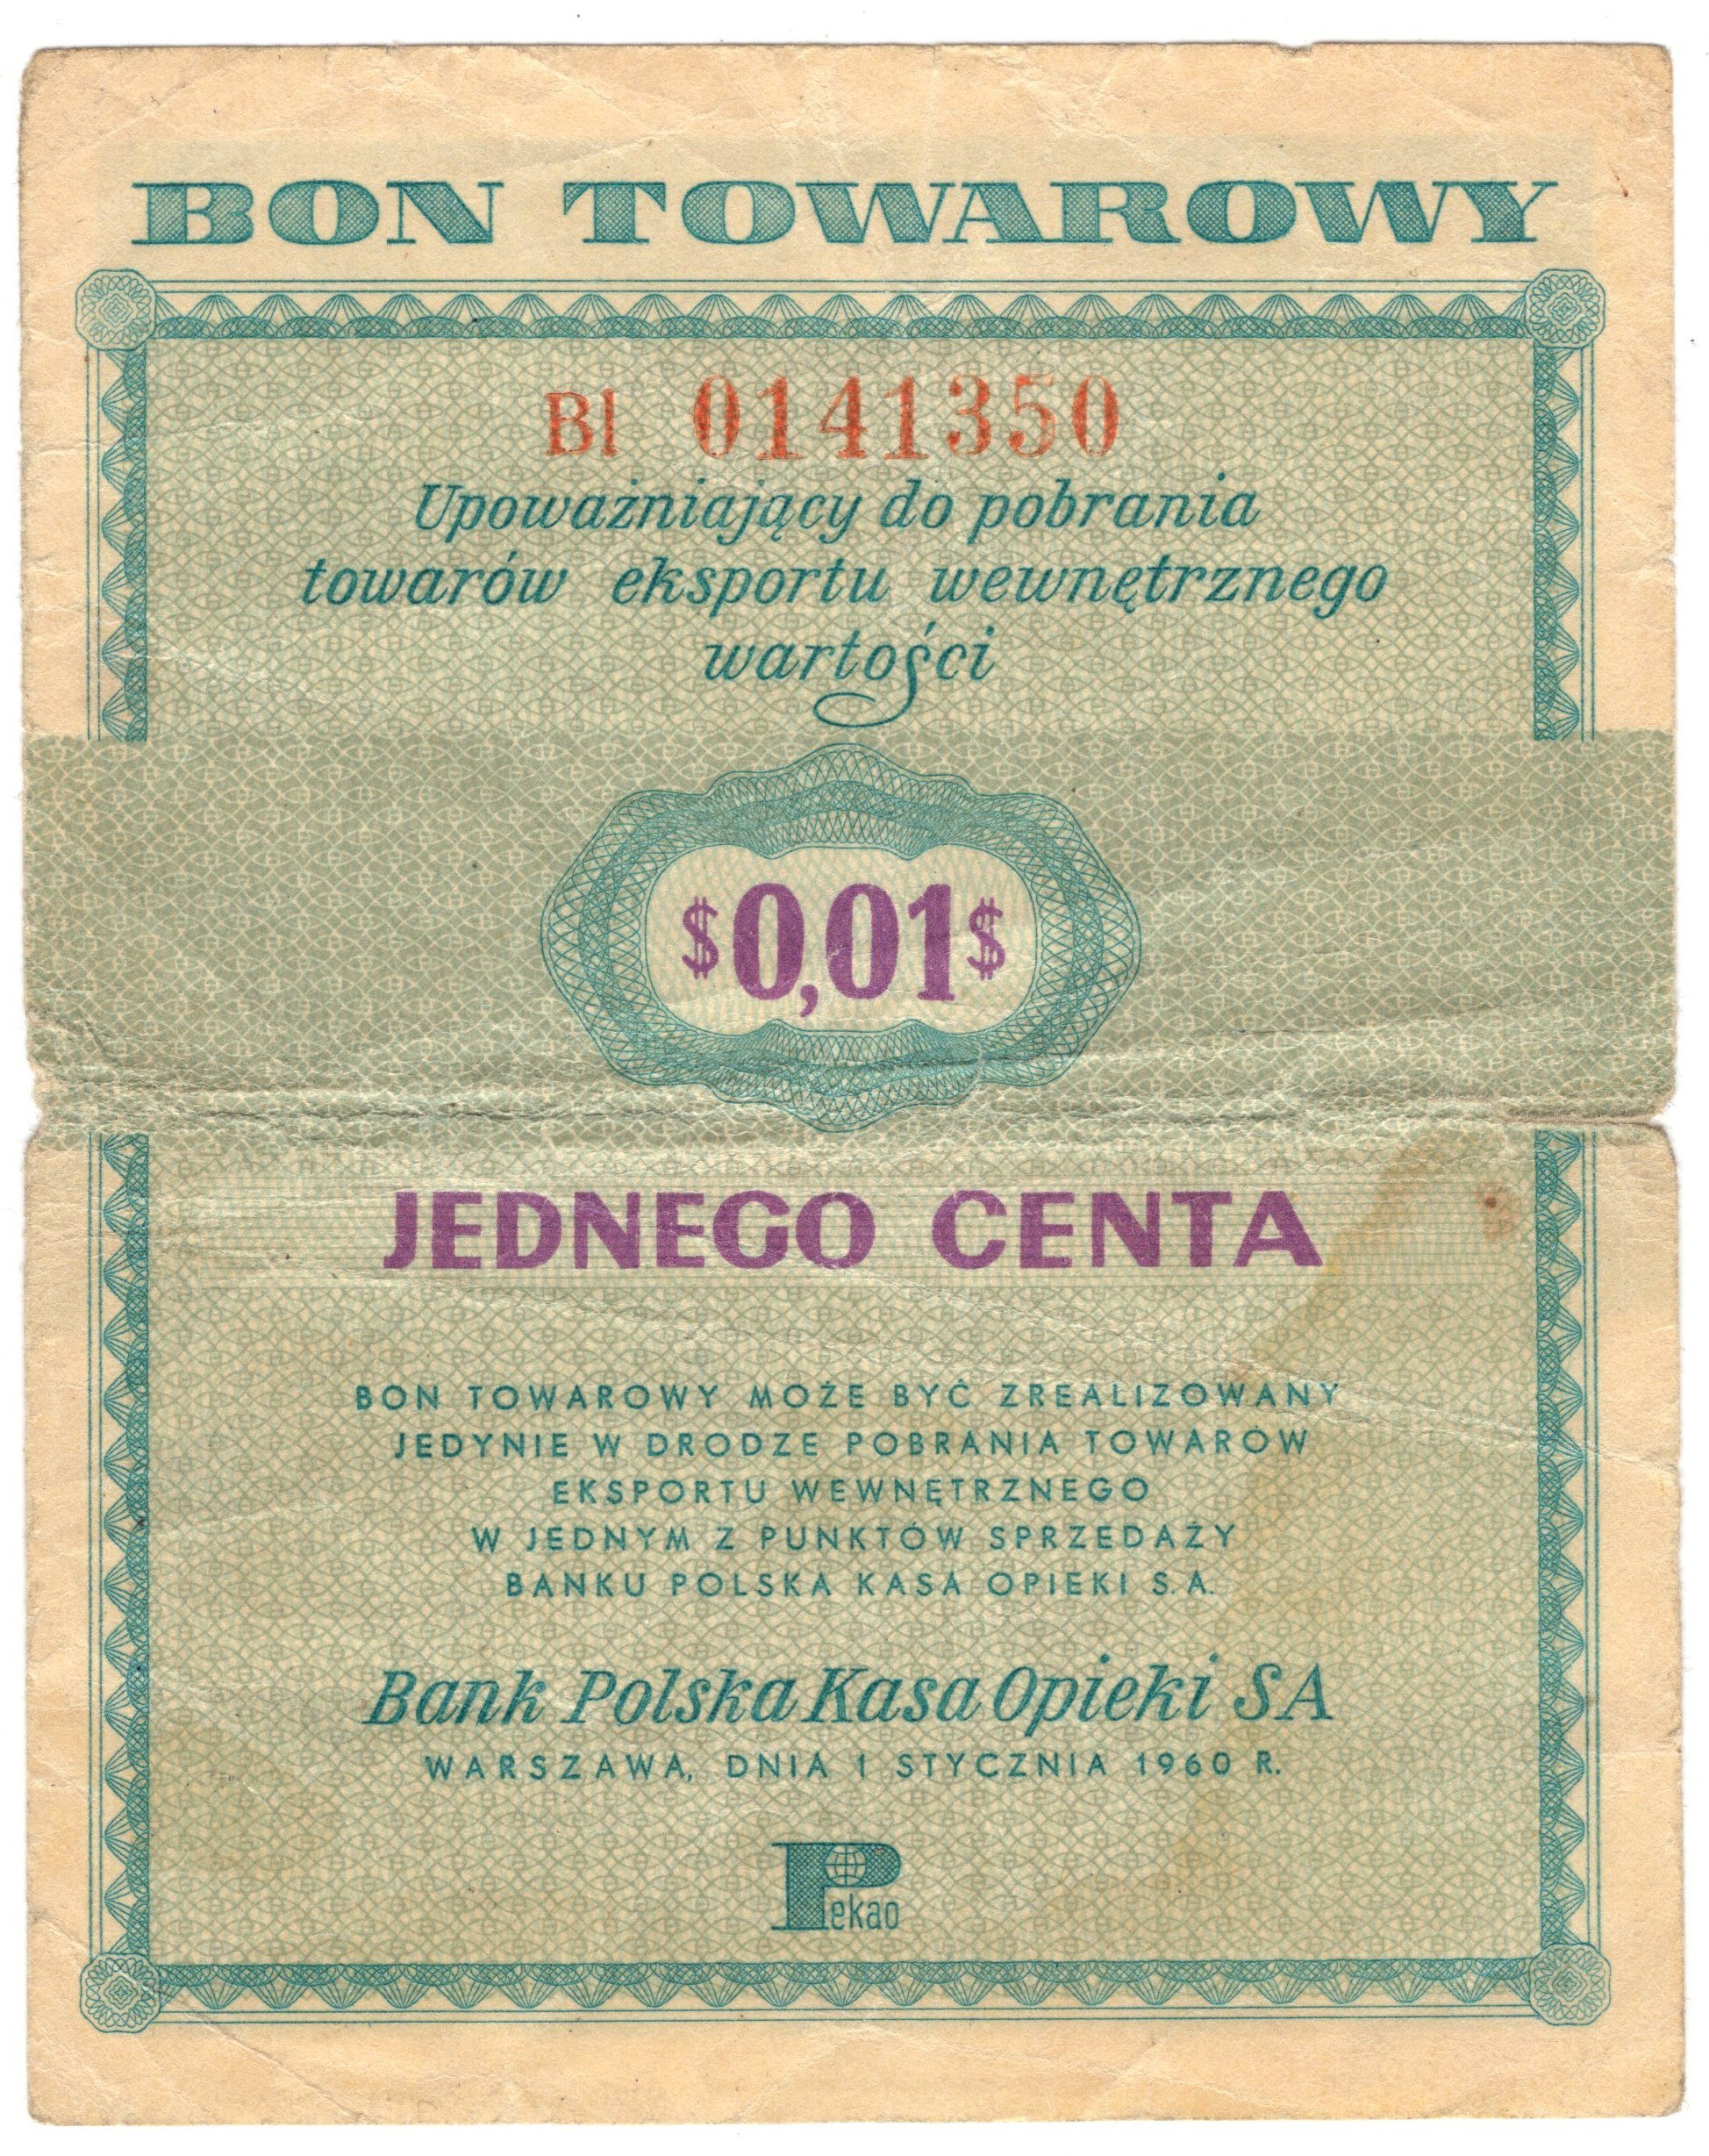 BON TOWAROWY
Bl 0141350
Upoważniający do pobrania
towarów eksportu wewnętrznego
wartości
$0,01$
JEDNEGO CENTA
BON TOWAROWY MOŻE BYĆ ZREALIZOWANY
JEDYNIE W DRODZE POBRANIA TOWARÓW
EKSPORTU WEWNĘTRZNEGO
W JEDNYM Z PUNKTÓW SPRZEDAŻY
BANKU POLSKA KASA OPIEKI S.A.
Bank Polska Kasa Opieki SA
WARSZAWA, DNIA 1 STYCZNIA 1960 R.
Pekao